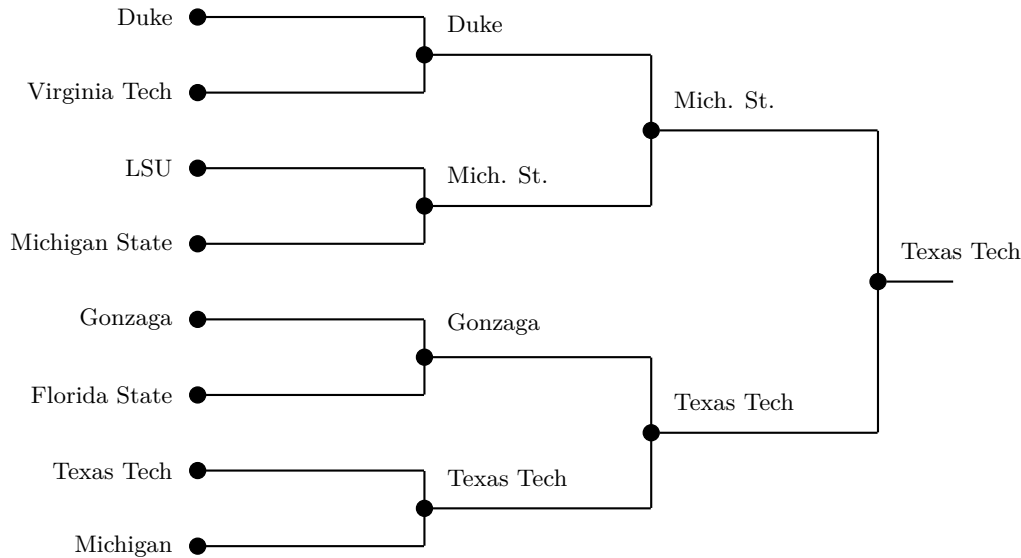 Duke
Duke
Virginia Tech
Mich. St.
LSU
Mich. St.
Michigan State
Texas Tech
Gonzaga
Gonzaga
Florida State
Texas Tech
Texas Tech
Texas Tech
Michigan